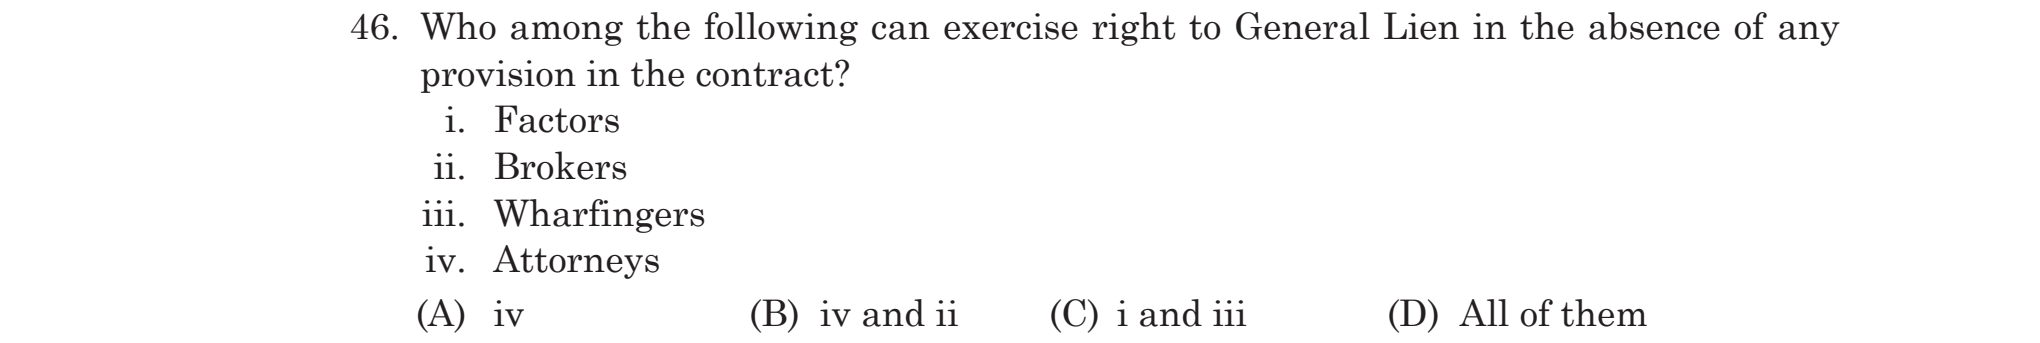 46. Who among the following can exercise right to General Lien in the absence of any
provision in the contract?
i. Factors
ii. Brokers
iii. Wharfingers
iv. Attorneys
(A) iv (B) iv and ii (C) i and iii (D) All of them